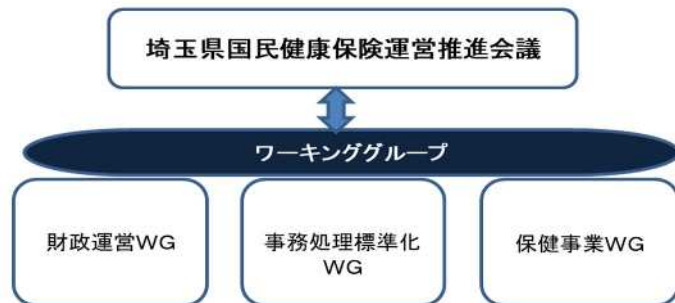 埼玉県国民健康保険運営推進会議
ワーキンググループ
財政運営WG
事務処理標準化
WG
保健事業WG